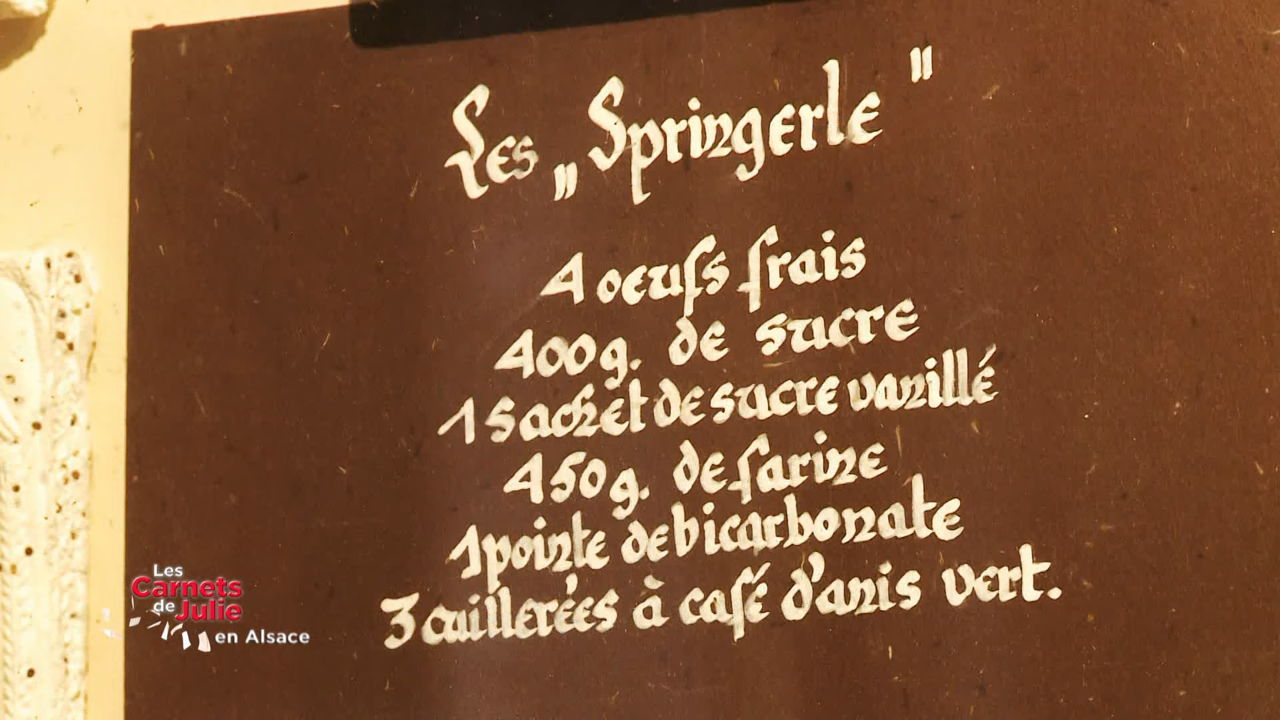 Les „Springerle"
4 oeufs frais
400g. de sucre
1 sachet de sucre vanillé
450g. de farine
1 pointe de bicarbonate
3 cuillerées à café d'anis vert.
Les
Carnets
de Julie
en Alsace